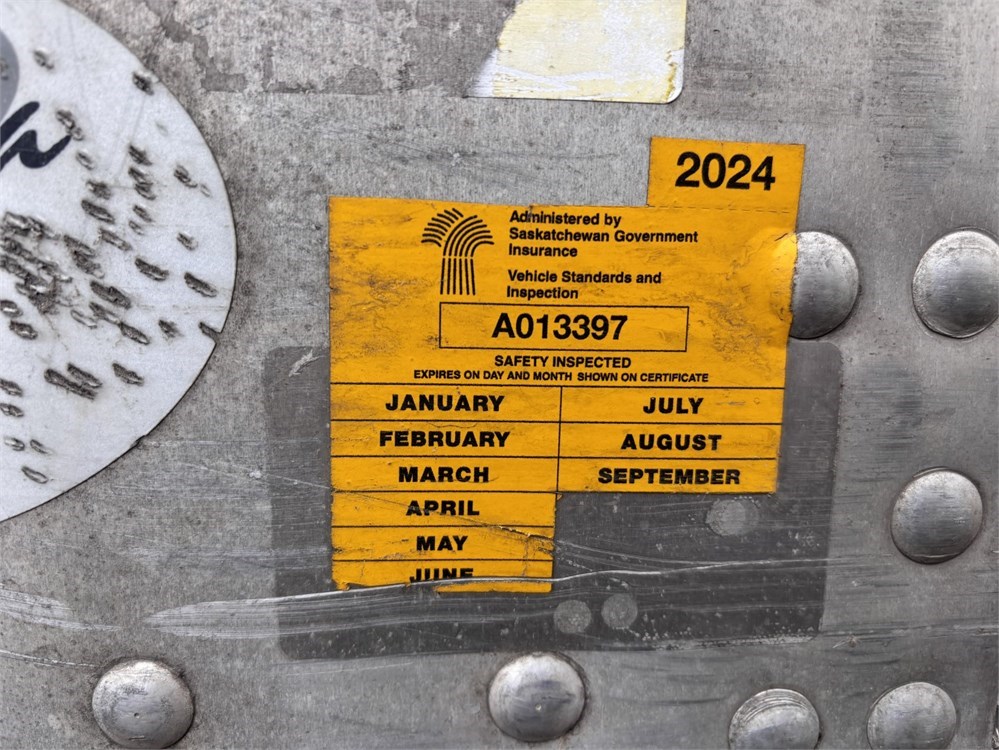 2024
Administered by
Saskatchewan Government
Insurance
Vehicle Standards and
Inspection
A013397
SAFETY INSPECTED
EXPIRES ON DAY AND MONTH SHOWN ON CERTIFICATE
JANUARY JULY
FEBRUARY AUGUST
MARCH SEPTEMBER
APRIL
MAY
JUNE